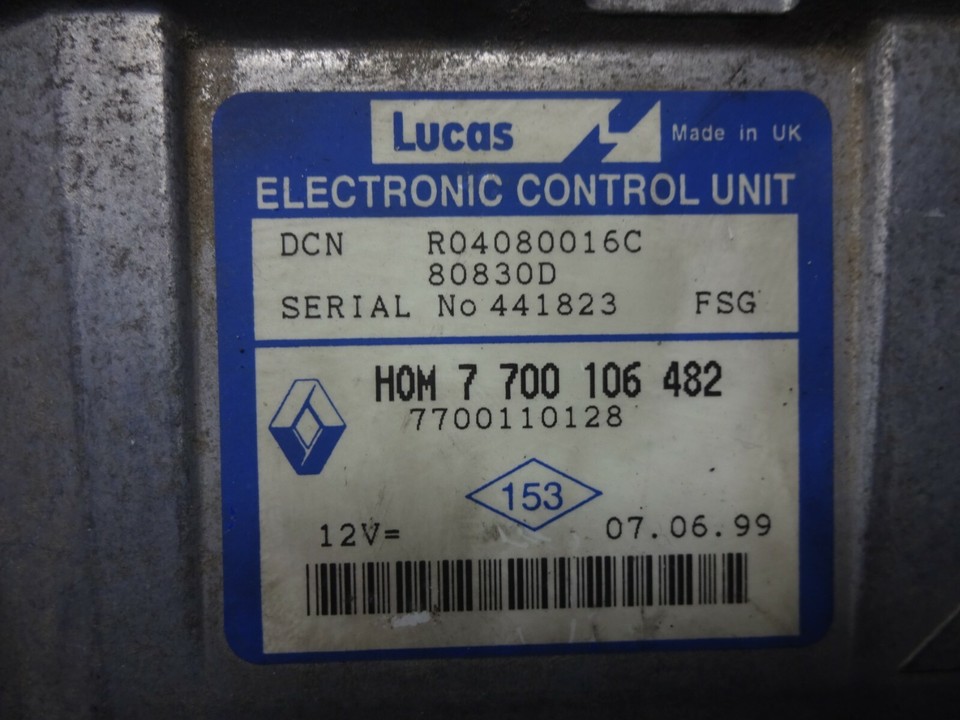 Lucas Made in UK
ELECTRONIC CONTROL UNIT
DCN R04080016C
80830D
SERIAL No 441823 FSG
HOM 7 700 106 482
7700110128
153
12V= 07.06.99